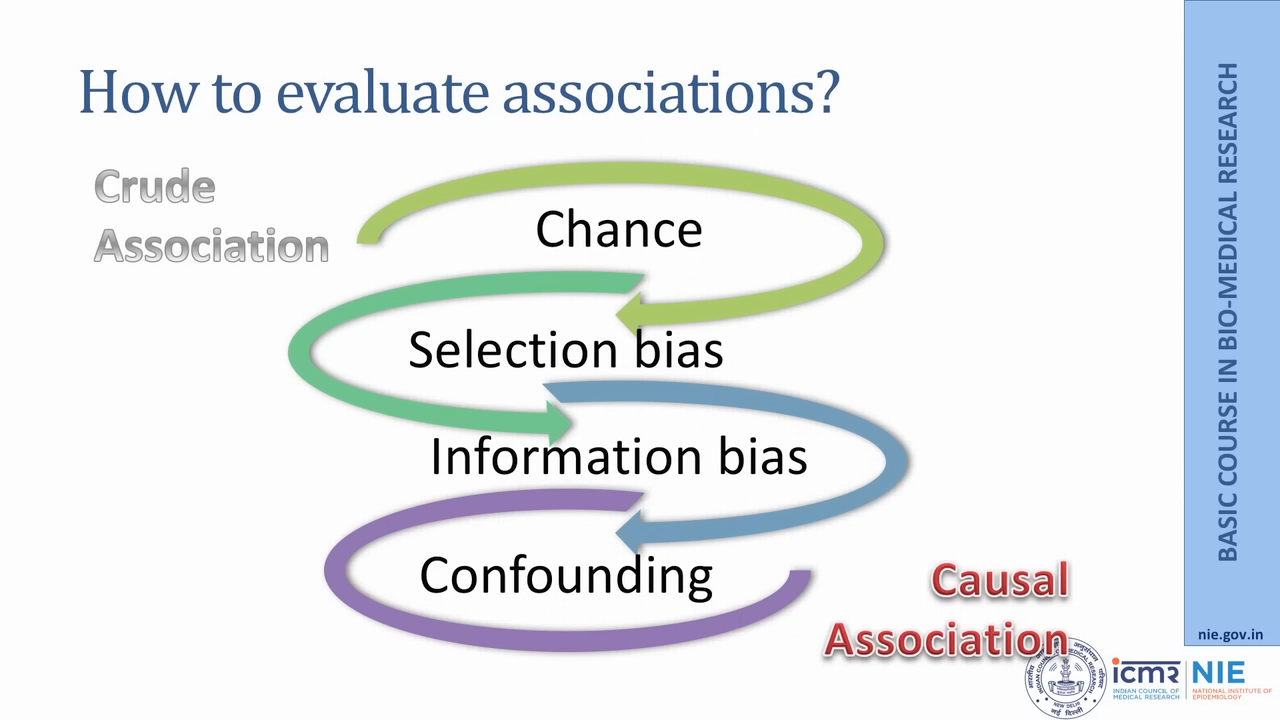 How to evaluate associations?
Crude
Association
Chance
Selection bias
Information bias
Confounding
Causal
Association
BASIC COURSE IN BIO-MEDICAL RESEARCH
nie.gov.in
icmr
INDIAN COUNCIL OF
MEDICAL RESEARCH
NIE
NATIONAL INSTITUTE OF
EPIDEMIOLOGY